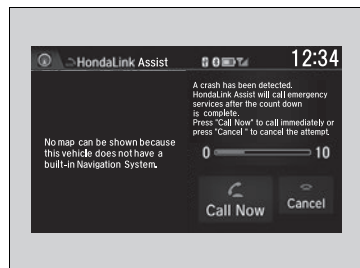 HondaLink Assist
12:34
A crash has been detected.
HondaLink Assist will call emergency
services after the count down
is complete.
Press "Call Now" to call immediately or
press "Cancel " to cancel the attempt.
No map can be shown because
this vehicle does not have a
built-in Navigation System.
0 10
Call Now
Cancel